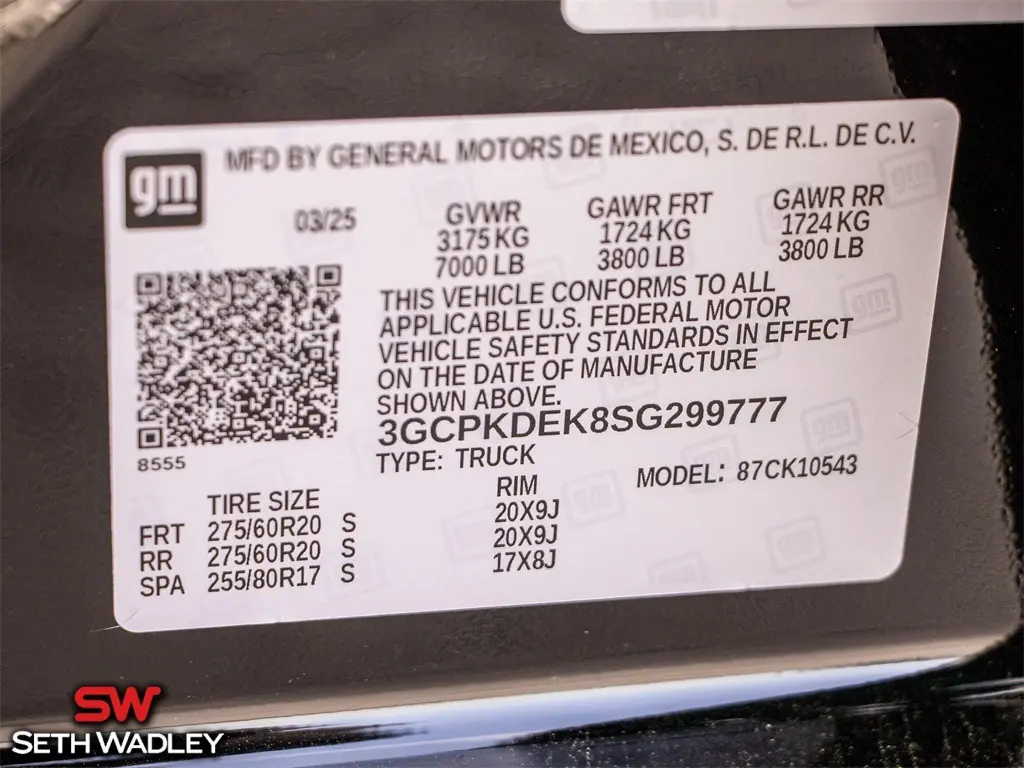 gm
MFD BY GENERAL MOTORS DE MEXICO, S. DE R.L. DE C.V.
03/25
GVWR
3175 KG
7000 LB
GAWR FRT
1724 KG
3800 LB
GAWR RR
1724 KG
3800 LB
THIS VEHICLE CONFORMS TO ALL
APPLICABLE U.S. FEDERAL MOTOR
VEHICLE SAFETY STANDARDS IN EFFECT
ON THE DATE OF MANUFACTURE
SHOWN ABOVE.
3GCPKDEK8SG299777
8555
TYPE: TRUCK
MODEL: 87CK10543
TIRE SIZE RIM
FRT 275/60R20 S 20X9J
RR 275/60R20 S 20X9J
SPA 255/80R17 S 17X8J
SW
SETH WADLEY